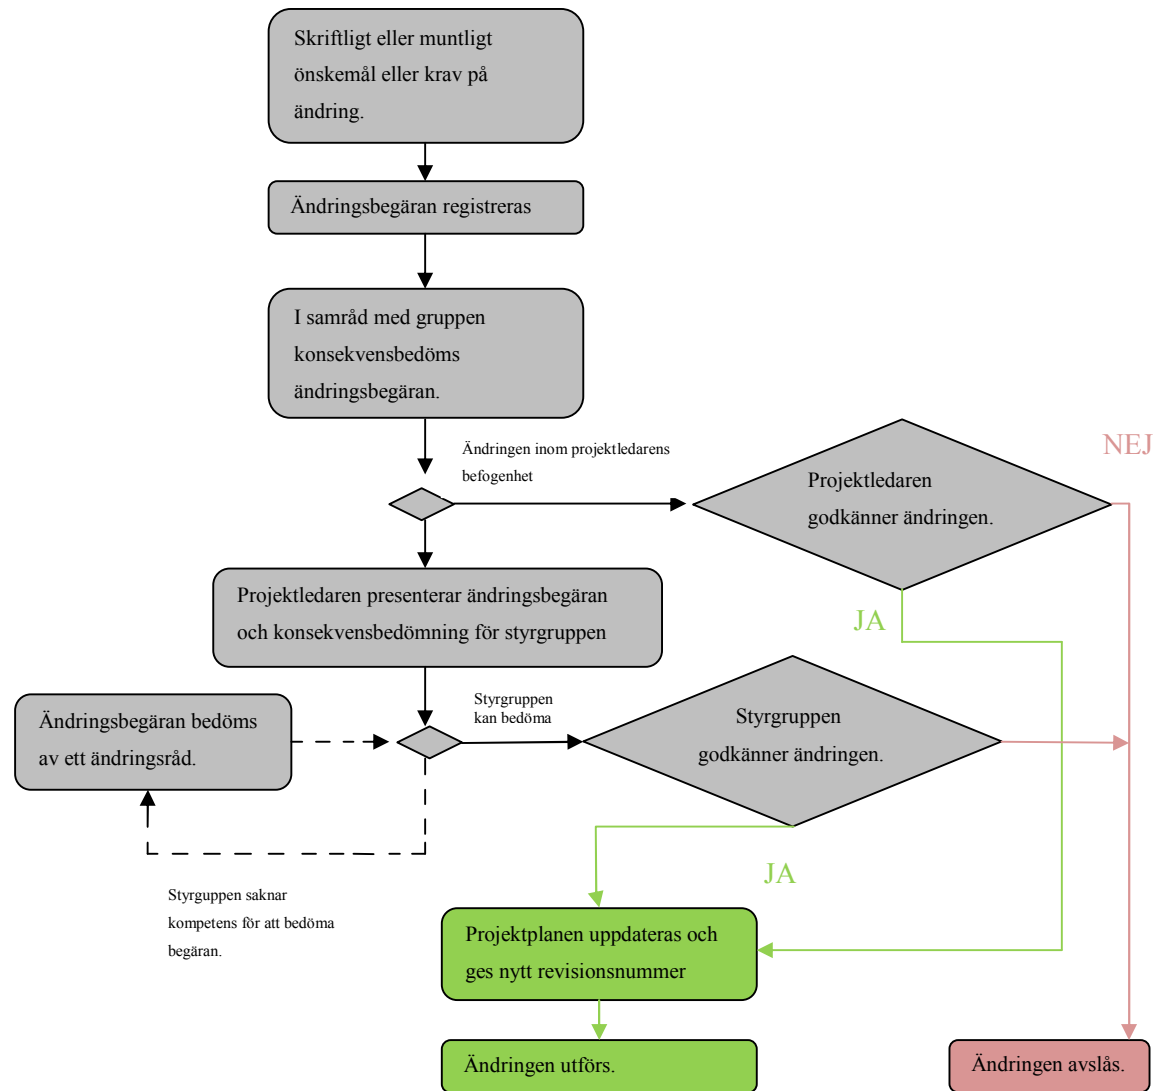 Skriftligt eller muntligt
önskemål eller krav på
ändring.
Ändringsbegäran registreras
I samråd med gruppen
konsekvensbedöms
ändringsbegäran.
Ändringen inom projektledarens
befogenhet
Projektledaren
godkänner ändringen.
NEJ
Projektledaren presenterar ändringsbegäran
och konsekvensbedömning för styrgruppen
JA
Ändringsbegäran bedöms
av ett ändringsråd.
Styrgruppen
kan bedöma
Styrgruppen
godkänner ändringen.
Styrguppen saknar
kompetens för att bedöma
begäran.
JA
Projektplanen uppdateras och
ges nytt revisionsnummer
Ändringen utförs.
Ändringen avslås.